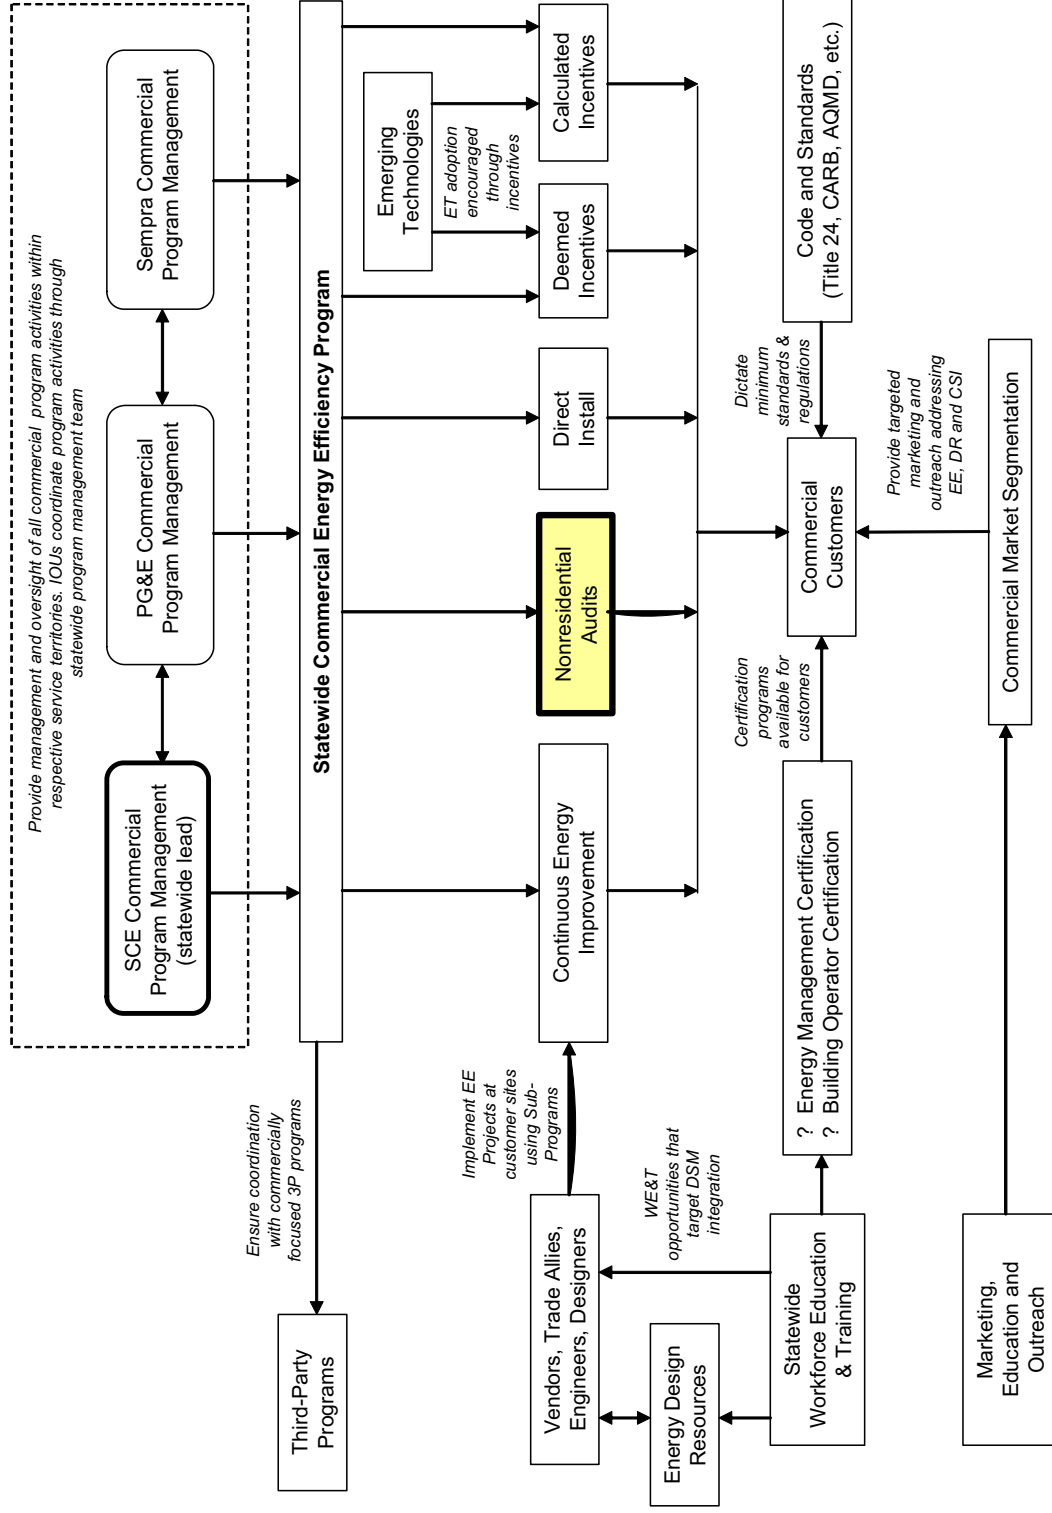 Provide management and oversight of all commercial program activities within
respective service territories. IOUs coordinate program activities through
statewide program management team
SCE Commercial
Program Management
(statewide lead)
PG&E Commercial
Program Management
Sempra Commercial
Program Management
Statewide Commercial Energy Efficiency Program
Ensure coordination
with commercially
focused 3P programs
Third-Party
Programs
Emerging
Technologies
ET adoption
encouraged
through
incentives
Implement EE
Projects at
customer sites
using Sub-
Programs
Vendors, Trade Allies,
Engineers, Designers
Continuous Energy
Improvement
Nonresidential
Audits
Direct
Install
Deemed
Incentives
Calculated
Incentives
Energy Design
Resources
WE&T
opportunities that
target DSM
integration
Statewide
Workforce Education
& Training
? Energy Management Certification
? Building Operator Certification
Certification
programs
available for
customers
Commercial
Customers
Dictate
minimum
standards &
regulations
Code and Standards
(Title 24, CARB, AQMD, etc.)
Provide targeted
marketing and
outreach addressing
EE, DR and CSI
Marketing,
Education and
Outreach
Commercial Market Segmentation